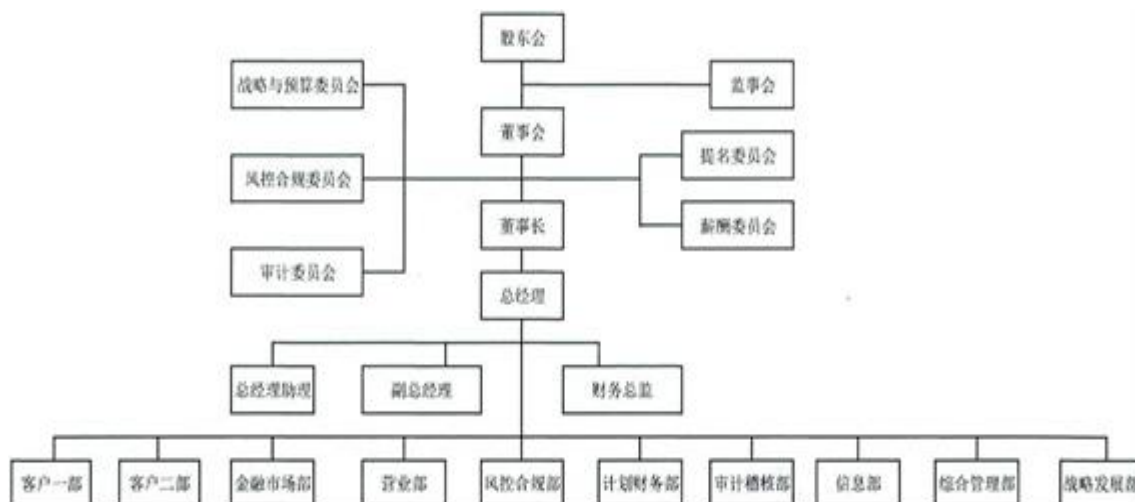 股东会
战略与预算委员会
监事会
董事会
提名委员会
风控合规委员会
董事长
薪酬委员会
审计委员会
总经理
总经理助理
副总经理
财务总监
客户一部
客户二部
金融市场部
营业部
风控合规部
计划财务部
审计稽核部
信息部
综合管理部
战略发展部